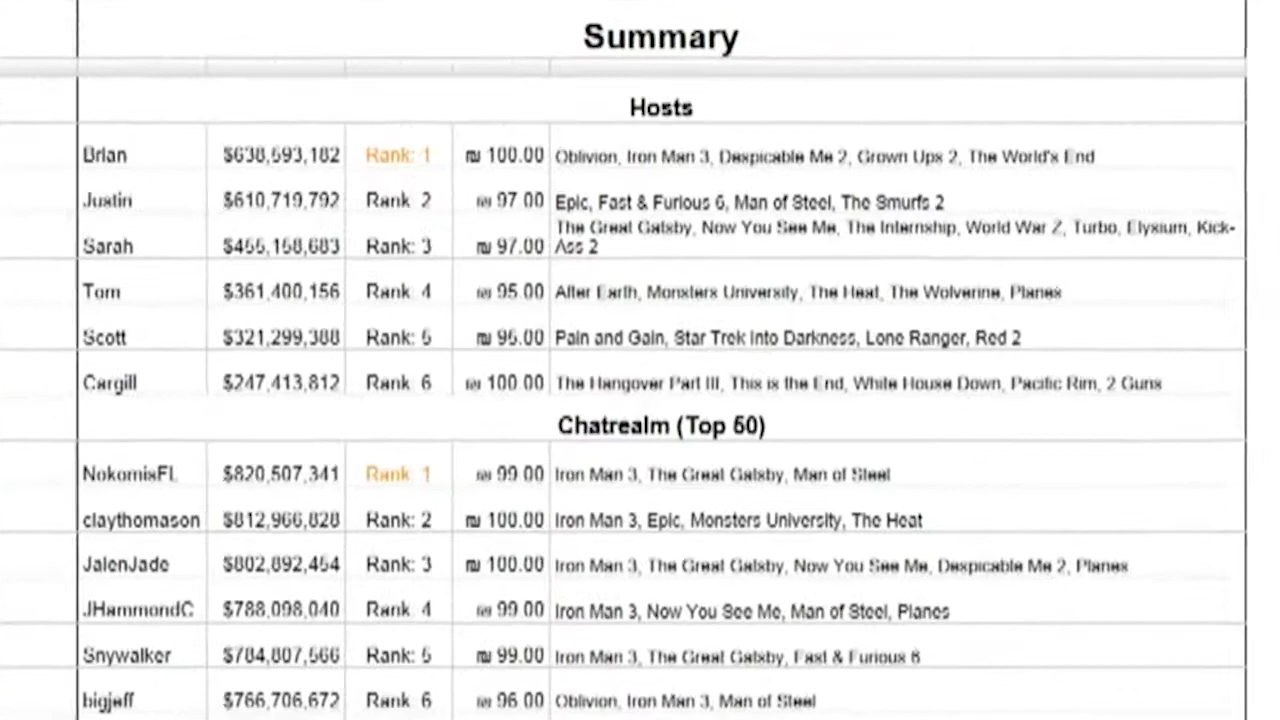 Summary
Hosts
Brian $638,593,182 Rank: 1 ₪ 100.00 Oblivion, Iron Man 3, Despicable Me 2, Grown Ups 2, The World's End
Justin $610,719,792 Rank: 2 ₪ 97.00 Epic, Fast & Furious 6, Man of Steel, The Smurfs 2
The Great Gatsby, Now You See Me, The Internship, World War Z, Turbo, Elysium, Kick-
Sarah $455,158,683 Rank: 3 ₪ 97.00 Ass 2
Tom $361,400,156 Rank: 4 ₪ 95.00 After Earth, Monsters University, The Heat, The Wolverine, Planes
Scott $321,299,388 Rank: 5 ₪ 95.00 Pain and Gain, Star Trek Into Darkness, Lone Ranger, Red 2
Cargill $247,413,812 Rank: 6 ₪ 100.00 The Hangover Part III, This is the End, White House Down, Pacific Rim, 2 Guns
Chatrealm (Top 50)
NokomisFL $820,507,341 Rank: 1 ₪ 99.00 Iron Man 3, The Great Gatsby, Man of Steel
claythomason $812,966,828 Rank: 2 ₪ 100.00 Iron Man 3, Epic, Monsters University, The Heat
JalenJade $802,892,454 Rank: 3 ₪ 100.00 Iron Man 3, The Great Gatsby, Now You See Me, Despicable Me 2, Planes
JHammondC $788,098,040 Rank: 4 ₪ 99.00 Iron Man 3, Now You See Me, Man of Steel, Planes
Snywalker $784,807,566 Rank: 5 ₪ 99.00 Iron Man 3, The Great Gatsby, Fast & Furious 6
bigjeff $766,706,672 Rank: 6 ₪ 96.00 Oblivion, Iron Man 3, Man of Steel